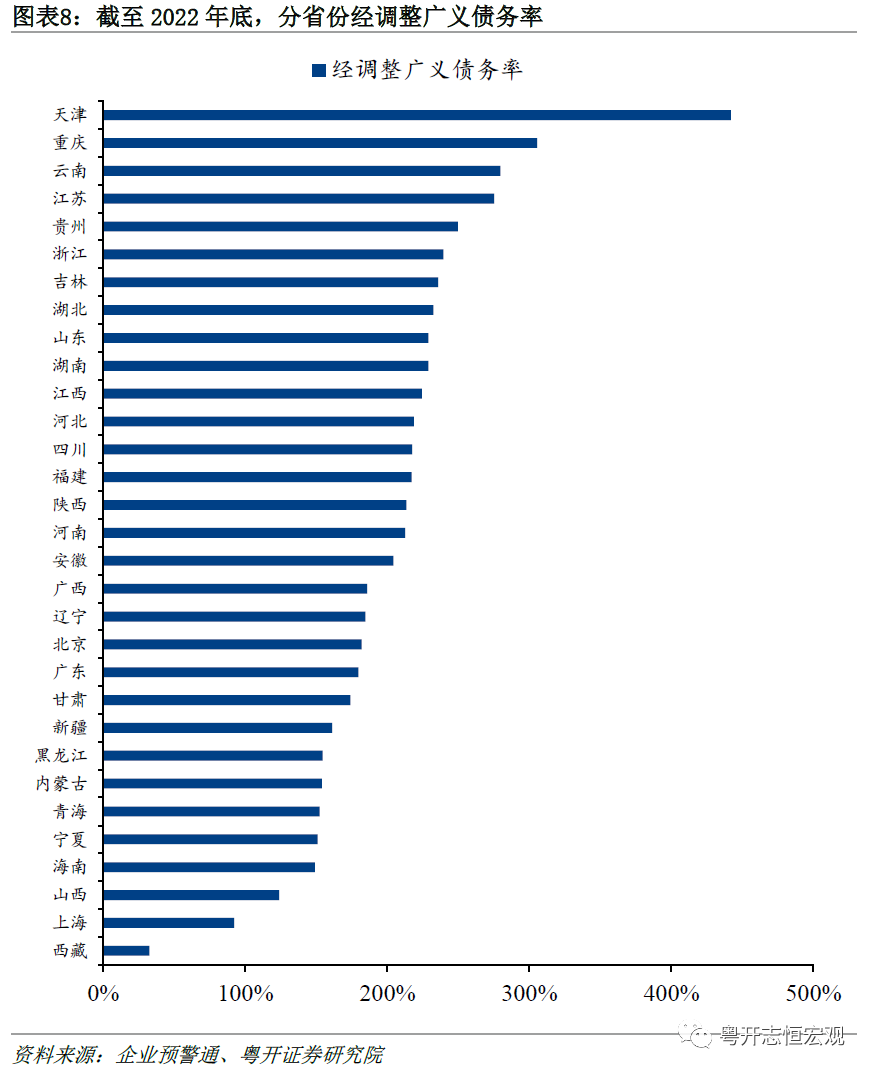 图表8：截至 2022 年底，分省份经调整广义债务率
经调整广义债务率
天津
重庆
云南
江苏
贵州
浙江
吉林
湖北
山东
湖南
江西
河北
四川
福建
陕西
河南
安徽
广西
辽宁
北京
广东
甘肃
新疆
黑龙江
内蒙古
青海
宁夏
海南
山西
上海
西藏
0% 100% 200% 300% 400% 500%
粤开志恒宏观
资料来源：企业预警通、粤开证券研究院